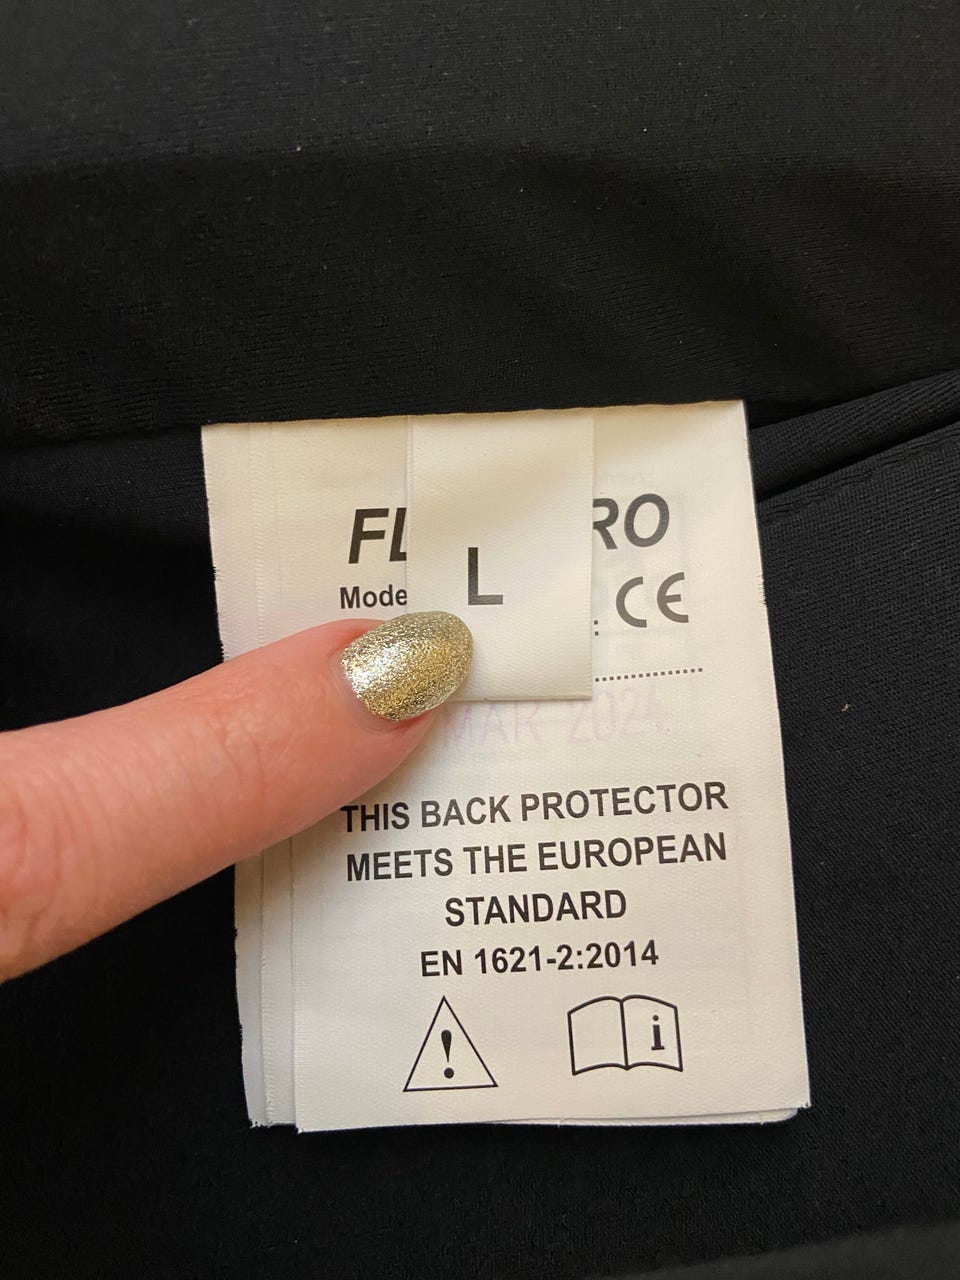 FL RO
L
Mode : CE
MAR 2024
THIS BACK PROTECTOR
MEETS THE EUROPEAN
STANDARD
EN 1621-2:2014
!
i